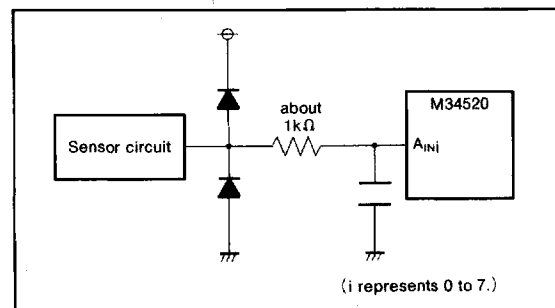 M34520
about
1kΩ
Sensor circuit
AINi
(i represents 0 to 7.)